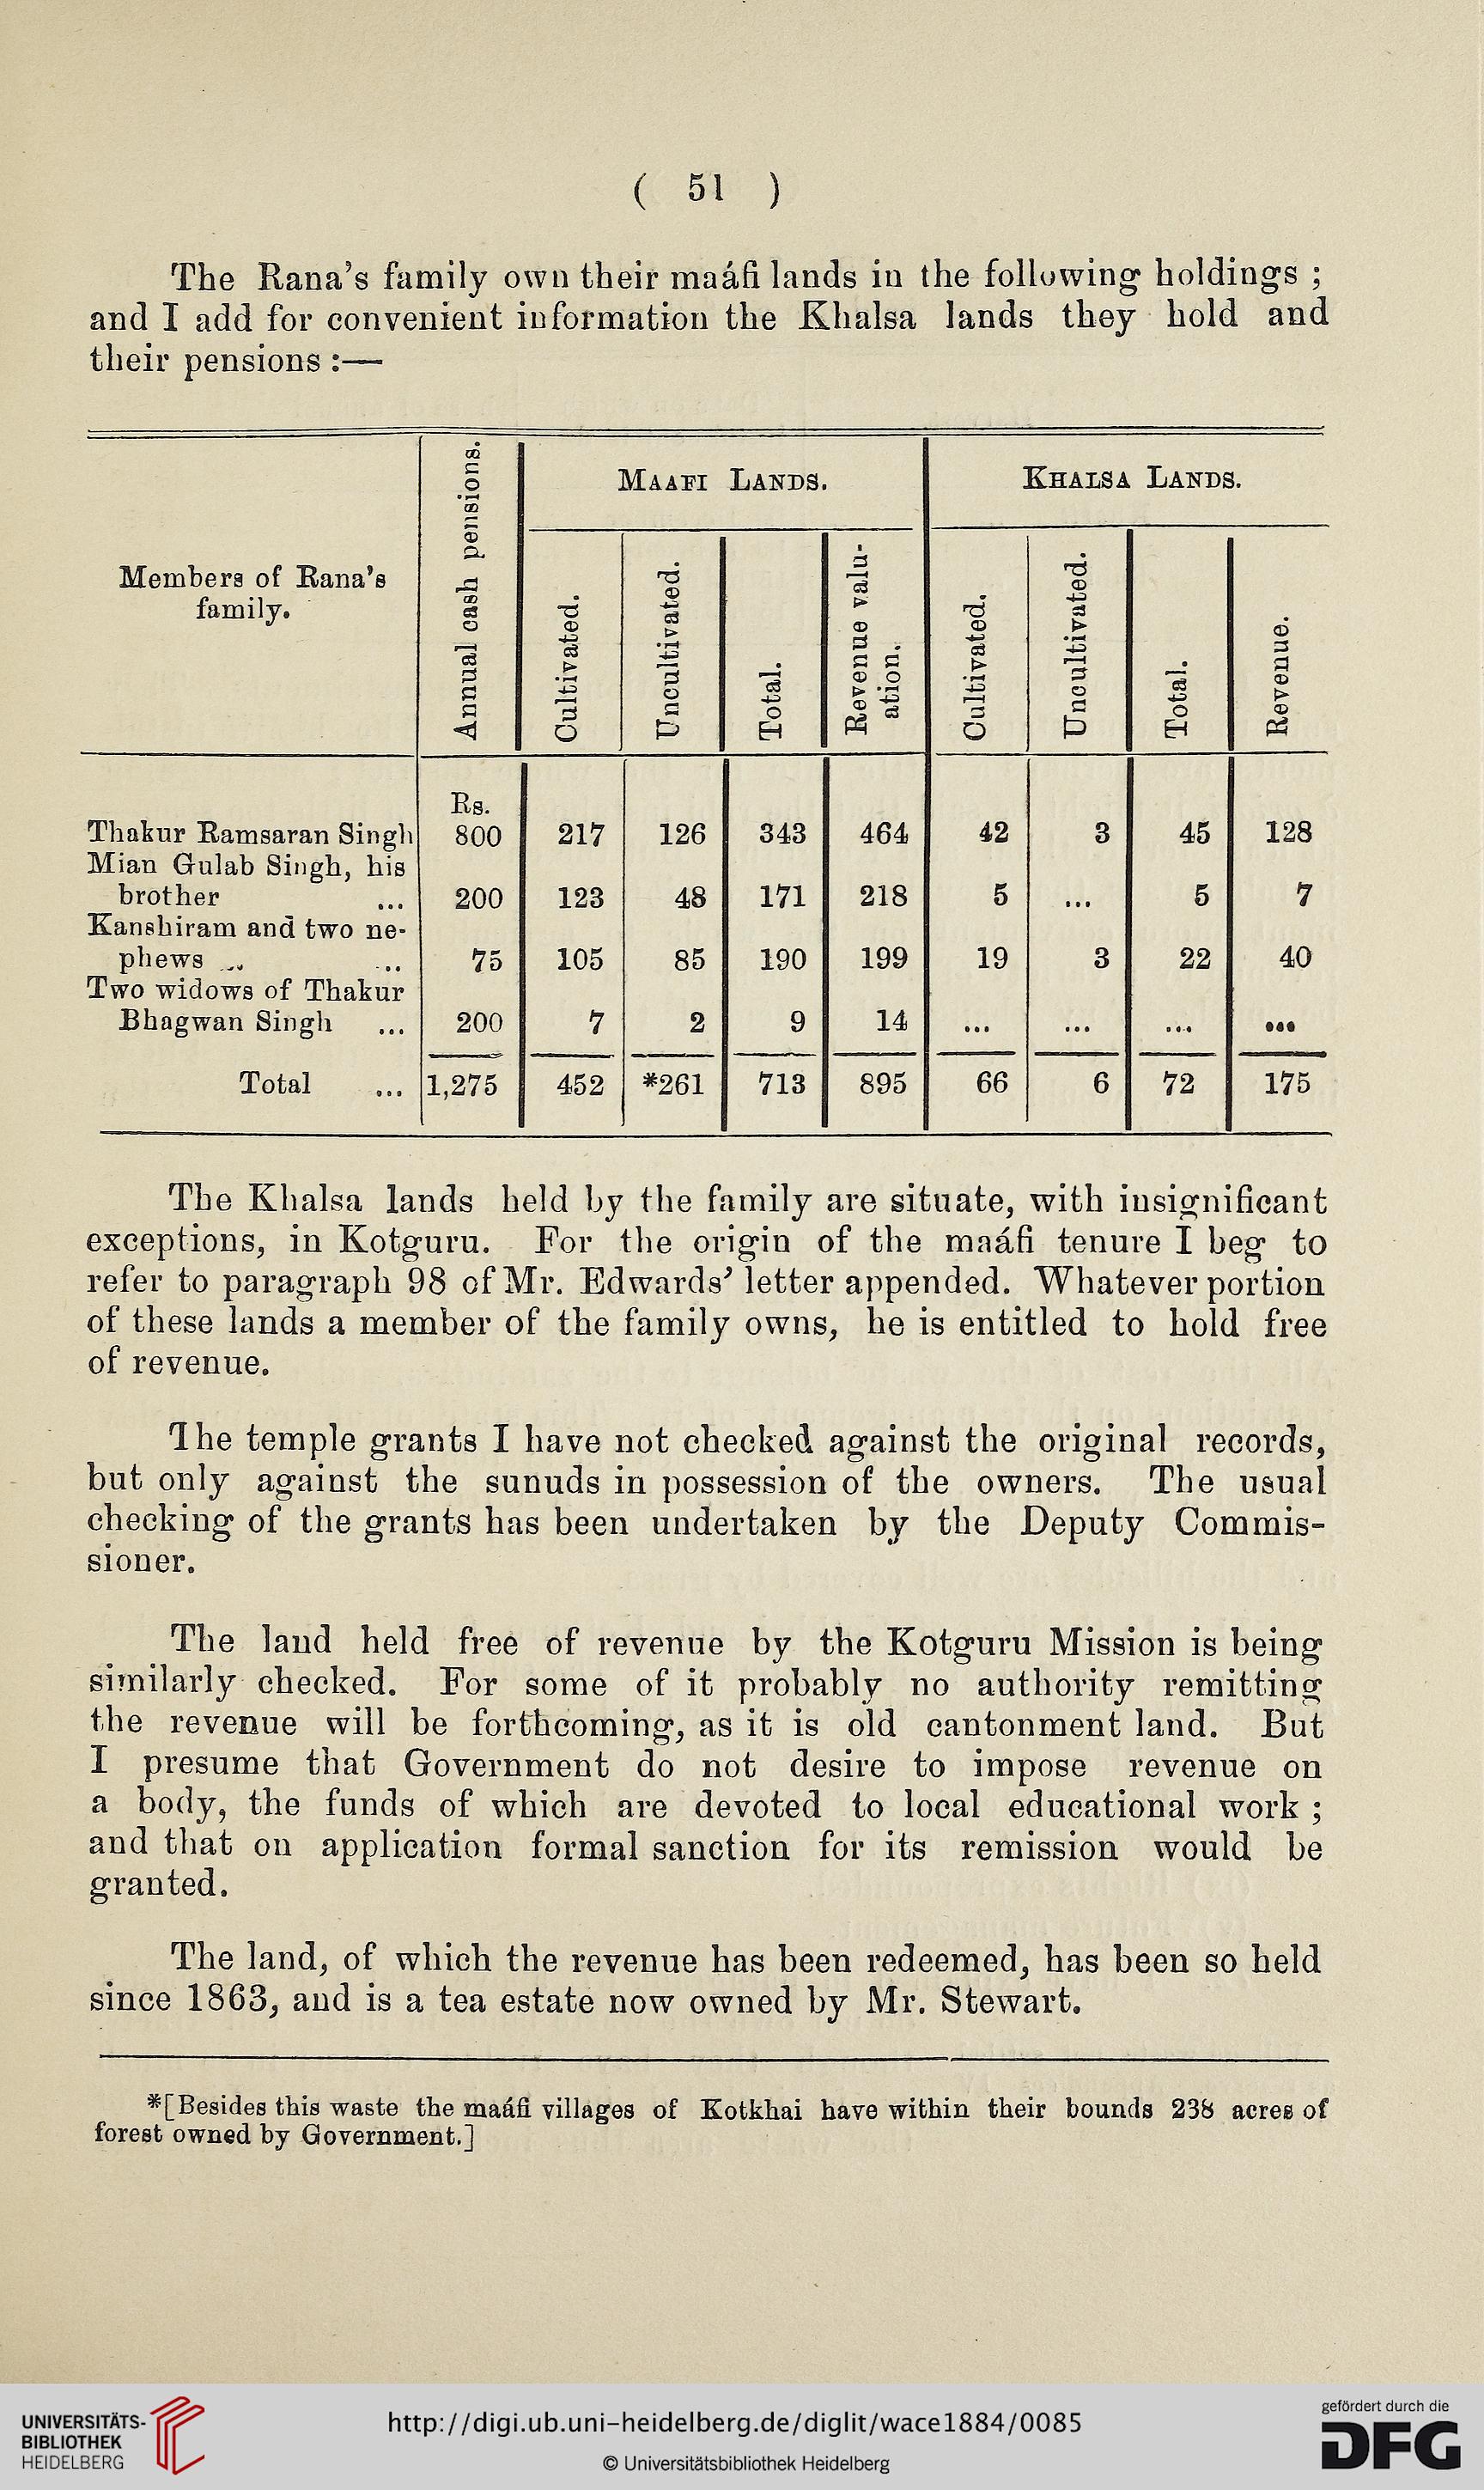 ( 51 )
The Rana's family own their maáfi lands in the following holdings ;
and I add for convenient information the Khalsa lands they hold and
their pensions :—
Members of Rana's family. | Annual cash pensions. | MAAFI LANDS. | KHALSA LANDS.
Cultivated. | Uncultivated. | Total. | Revenue valu-ation. | Cultivated. | Uncultivated. | Total. | Revenue.
Rs.
Thakur Ramsaran Singh 800 217 126 343 464 42 3 45 128
Mian Gulab Singh, his
brother ... 200 123 48 171 218 5 ... 5 7
Kanshiram and two ne-
phews ... .. 75 105 85 190 199 19 3 22 40
Two widows of Thakur
Bhagwan Singh ... 200 7 2 9 14 ... ... ... ...
Total ... 1,275 452 *261 713 895 66 6 72 175
The Khalsa lands held by the family are situate, with insignificant
exceptions, in Kotguru. For the origin of the maáfi tenure I beg to
refer to paragraph 98 of Mr. Edwards' letter appended. Whatever portion
of these lands a member of the family owns, he is entitled to hold free
of revenue.
The temple grants I have not checked against the original records,
but only against the sunuds in possession of the owners. The usual
checking of the grants has been undertaken by the Deputy Commis-
sioner.
The land held free of revenue by the Kotguru Mission is being
similarly checked. For some of it probably no authority remitting
the revenue will be forthcoming, as it is old cantonment land. But
I presume that Government do not desire to impose revenue on
a body, the funds of which are devoted to local educational work ;
and that on application formal sanction for its remission would be
granted.
The land, of which the revenue has been redeemed, has been so held
since 1863, and is a tea estate now owned by Mr. Stewart.
*[Besides this waste the maáfi villages of Kotkhai have within their bounds 238 acres of
forest owned by Government.]
UNIVERSITÄTS-
BIBLIOTHEK
HEIDELBERG
http://digi.ub.uni-heidelberg.de/diglit/wace1884/0085
© Universitätsbibliothek Heidelberg
gefördert durch die
DFG